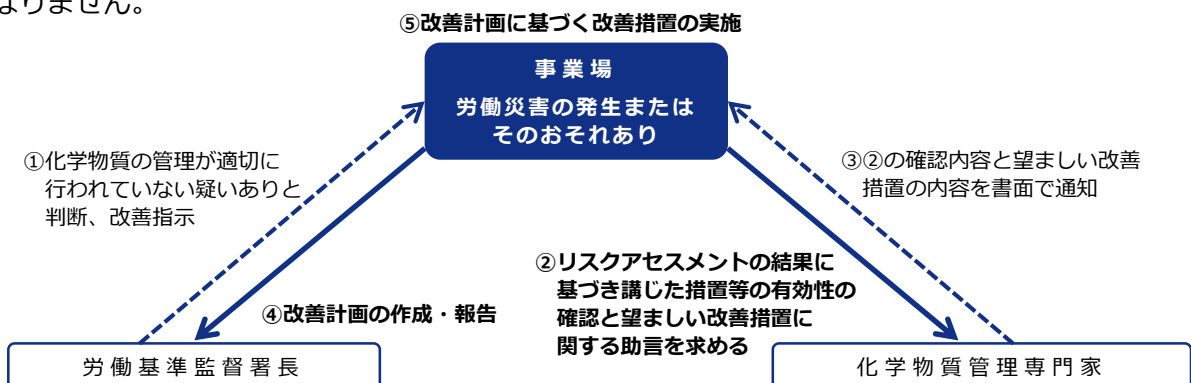 なりません。
⑤改善計画に基づく改善措置の実施
事業場
労働災害の発生または
そのおそれあり
①化学物質の管理が適切に
行われていない疑いありと
判断、改善指示
③②の確認内容と望ましい改善
措置の内容を書面で通知
②リスクアセスメントの結果に
基づき講じた措置等の有効性の
確認と望ましい改善措置に
関する助言を求める
④改善計画の作成・報告
労働基準監督署長
化学物質管理専門家